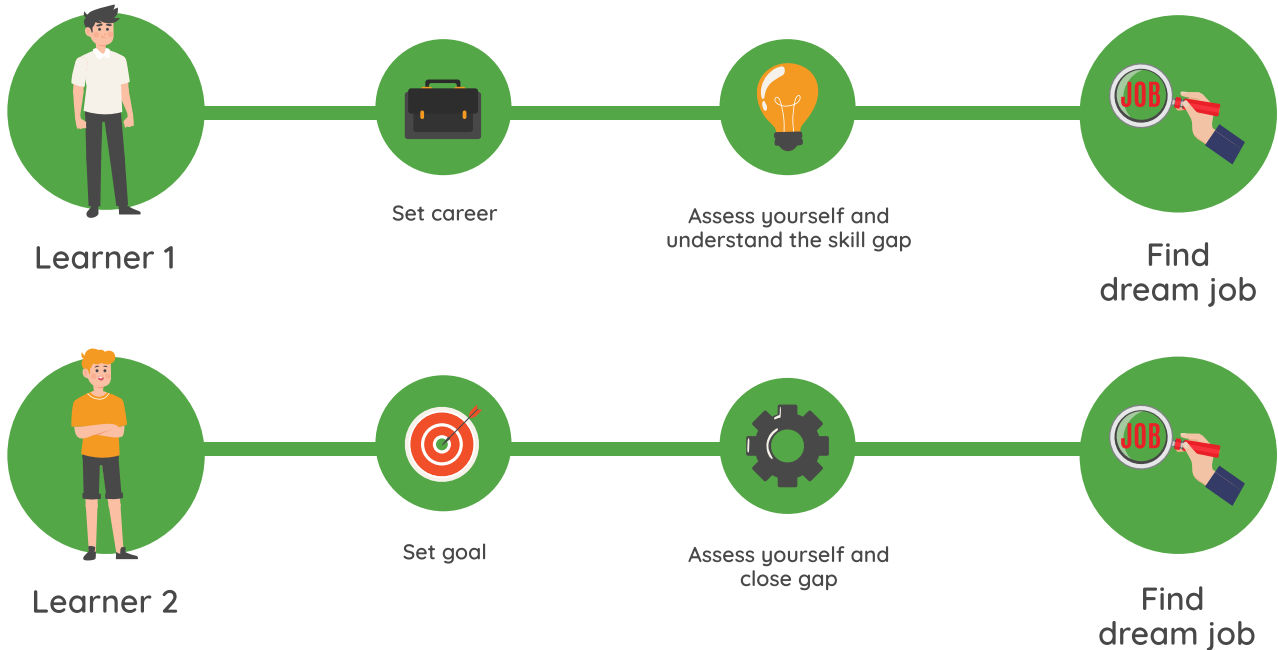 JOB
Set career
Assess yourself and
understand the skill gap
Learner 1
Find
dream job
JOB
Set goal
Assess yourself and
close gap
Learner 2
Find
dream job